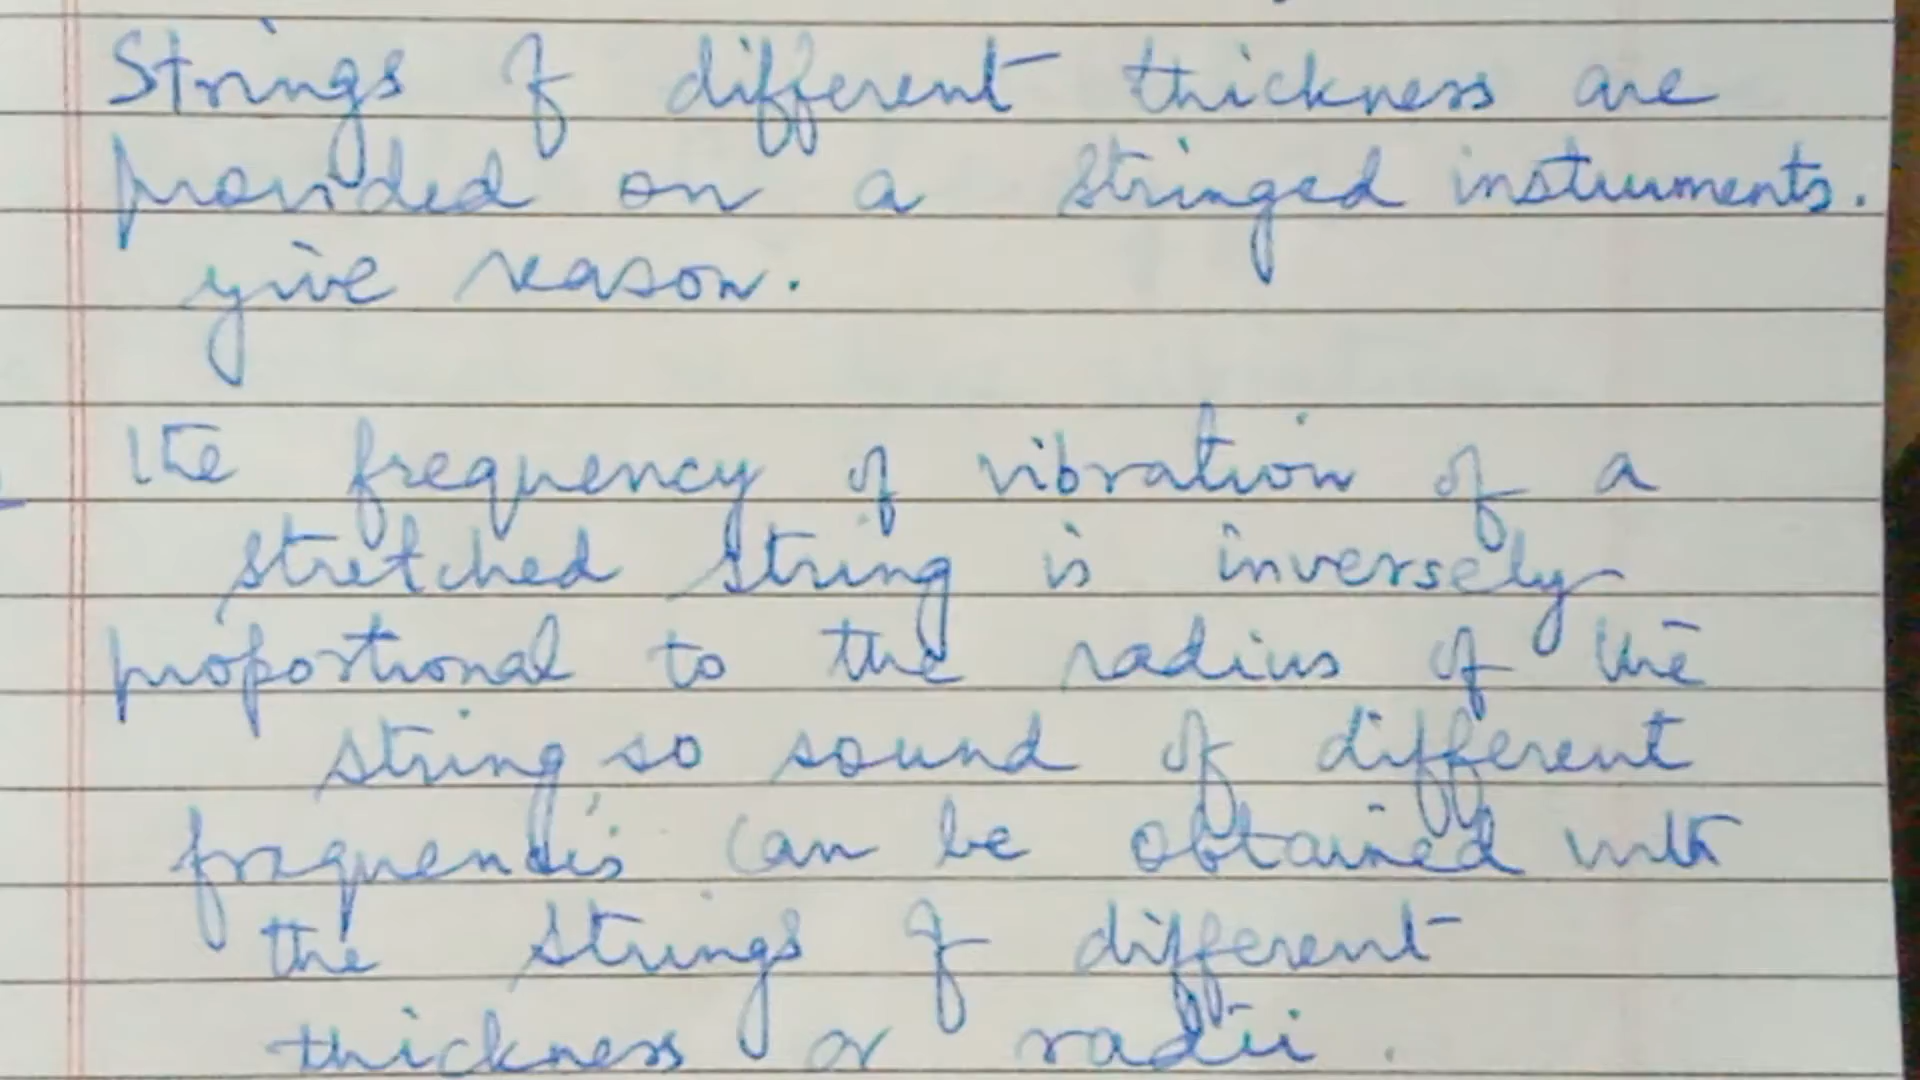 Strings of different thickness are
provided on a stringed instruments.
give reason.
The frequency of vibration of a
stretched string is inversely
proportional to the radius of the
string, so sound of different
frequencies can be obtained with
the strings of different
thickness or radii.